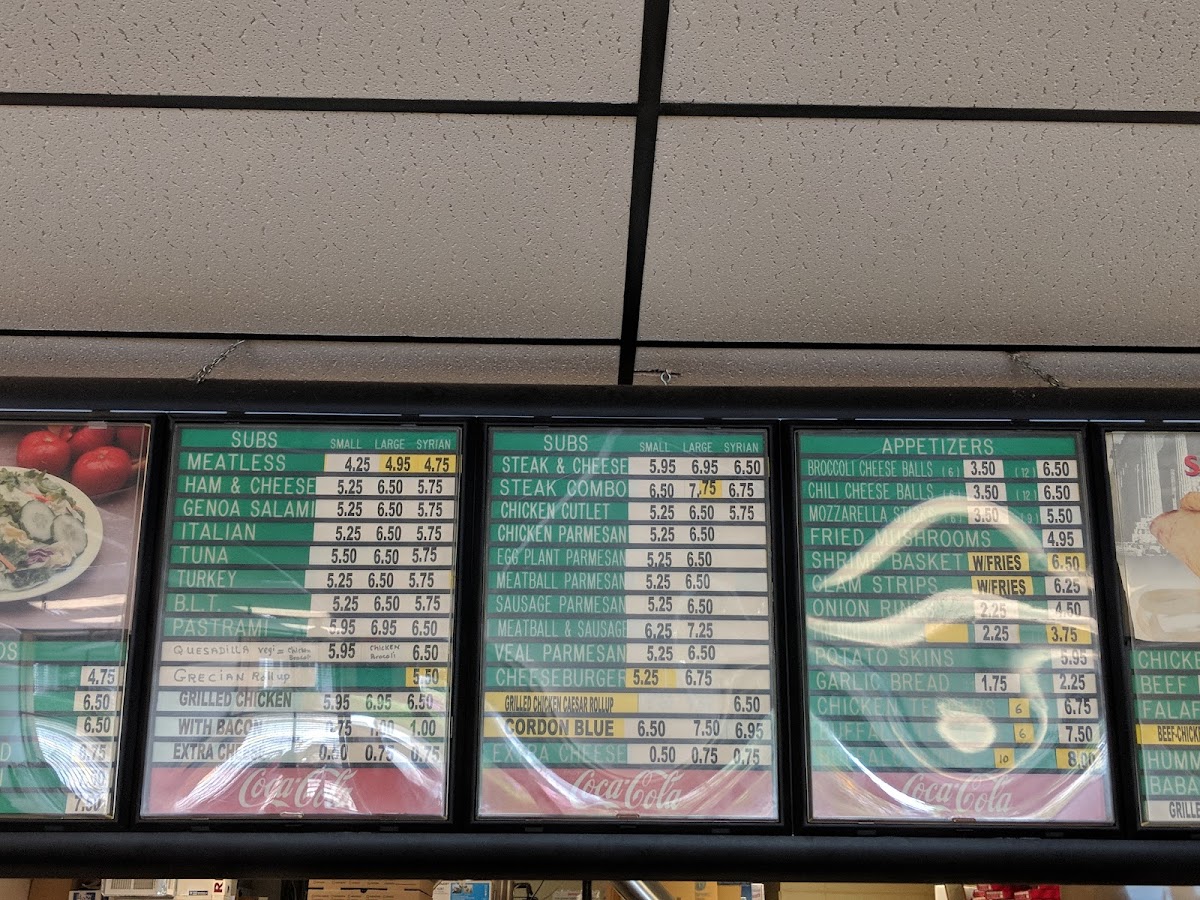 OS
4.75
6.50
6.50
D 6.75
SUBS SMALL LARGE SYRIAN
MEATLESS 4.25 4.95 4.75
HAM & CHEESE 5.25 6.50 5.75
GENOA SALAMI 5.25 6.50 5.75
ITALIAN 5.25 6.50 5.75
TUNA 5.50 6.50 5.75
TURKEY 5.25 6.50 5.75
B.L.T. 5.25 6.50 5.75
PASTRAMI 5.95 6.95 6.50
QUESADILLA vegi= chicken Brocoli 5.95 chicken Brocoli 6.50
GRECIAN Rollup 5.50
GRILLED CHICKEN 5.95 6.95 6.50
WITH BACON .75 1.00 1.00
EXTRA CHEESE 0.50 0.75 0.75
Coca-Cola
SUBS SMALL LARGE SYRIAN
STEAK & CHEESE 5.95 6.95 6.50
STEAK COMBO 6.50 7.75 6.75
CHICKEN CUTLET 5.25 6.50 5.75
CHICKEN PARMESAN 5.25 6.50
EGG PLANT PARMESAN 5.25 6.50
MEATBALL PARMESAN 5.25 6.50
SAUSAGE PARMESAN 5.25 6.50
MEATBALL & SAUSAGE 6.25 7.25
VEAL PARMESAN 5.25 6.50
CHEESEBURGER 5.25 6.75
GRILLED CHICKEN CAESAR ROLLUP 6.50
CORDON BLUE 6.50 7.50 6.95
EXTRA CHEESE 0.50 0.75 0.75
Coca-Cola
APPETIZERS
BROCCOLI CHEESE BALLS (6) 3.50 (12) 6.50
CHILI CHEESE BALLS (6) 3.50 (12) 6.50
MOZZARELLA 3.50 5.50
FRIED MUSHROOMS 4.95
SHRIMP BASKET W/FRIES 6.50
CLAM STRIPS W/FRIES 6.25
ONION RINGS 2.25 4.50
2.25 3.75
POTATO SKINS 5.95
GARLIC BREAD 1.75 2.25
CHICKEN 6 6.75
6 7.50
10 8.00
Coca-Cola
S
CHICK
BEEF
FALAF
BEEF-CHICK
HUMM
BABA
GRILLE